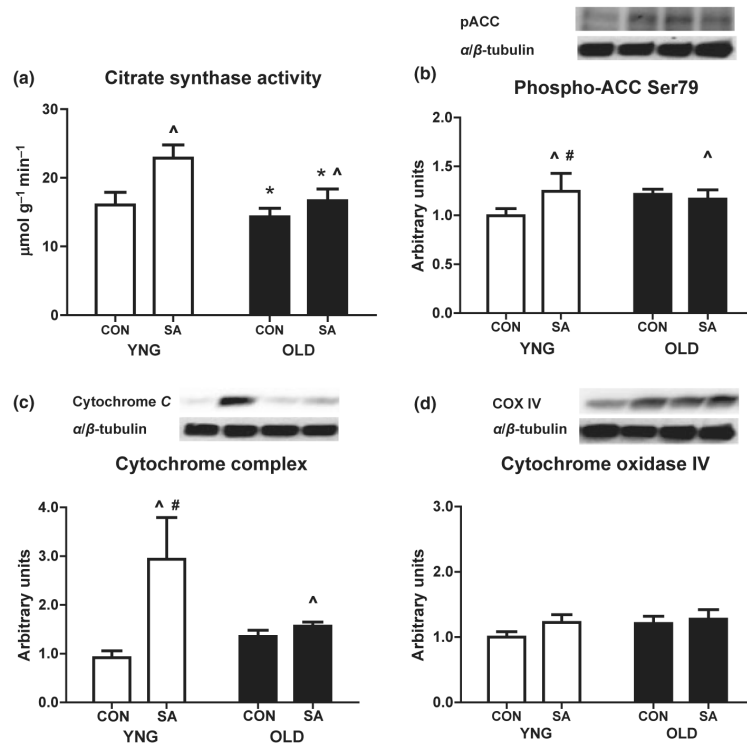 (a)
Citrate synthase activity
μmol g⁻¹ min⁻¹
30
20
10
0
^
*
* ^
CON SA CON SA
YNG OLD
pACC
α/β-tubulin
(b)
Phospho-ACC Ser79
Arbitrary units
2.0
1.5
1.0
0.5
0.0
^ #
^
CON SA CON SA
YNG OLD
(c)
Cytochrome C
α/β-tubulin
Cytochrome complex
Arbitrary units
4.0
3.0
2.0
1.0
0.0
^ #
^
CON SA CON SA
YNG OLD
(d)
COX IV
α/β-tubulin
Cytochrome oxidase IV
Arbitrary units
3.0
2.0
1.0
0.0
CON SA CON SA
YNG OLD